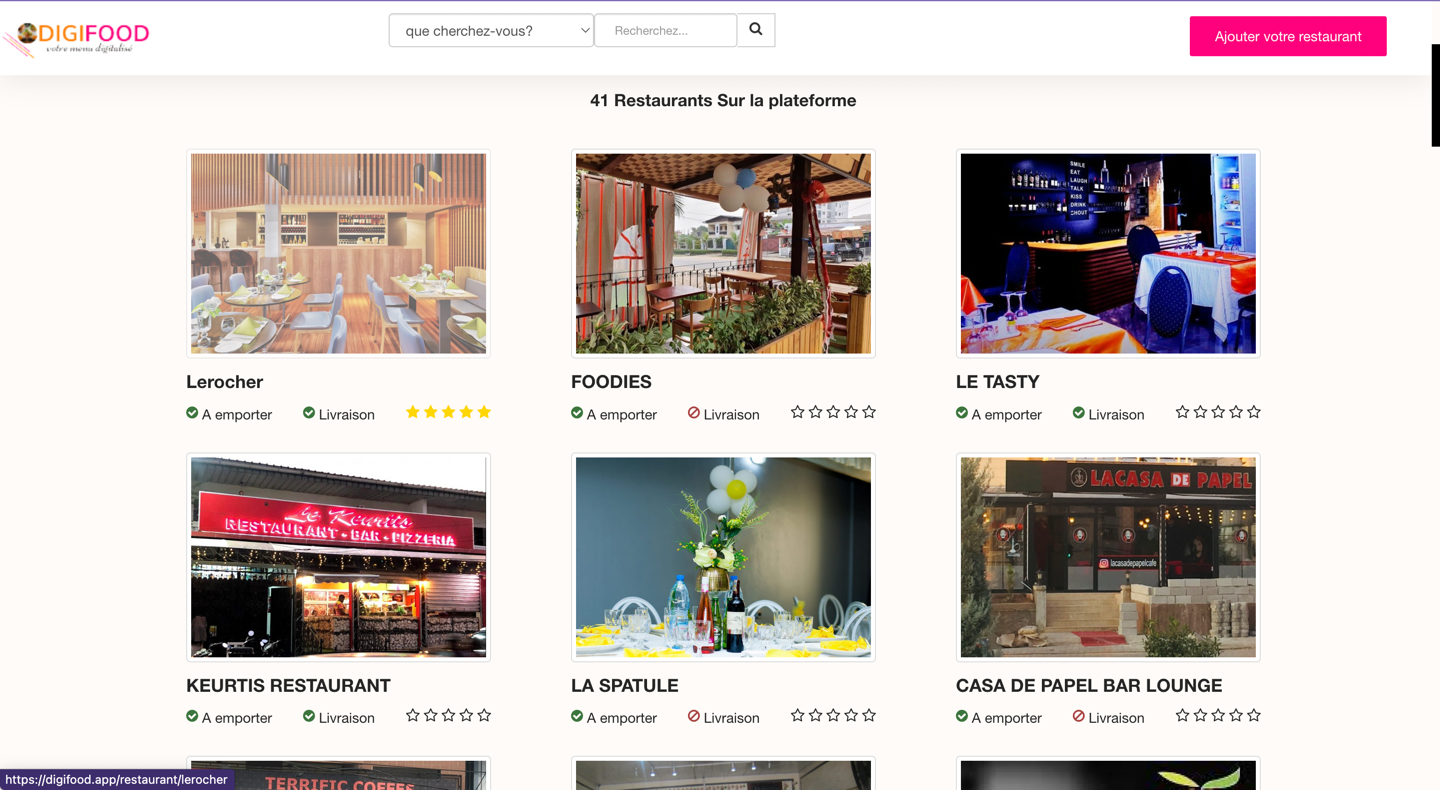 DIGIFOOD
votre menu digitalisé
que cherchez-vous?
Recherchez...
Ajouter votre restaurant
41 Restaurants Sur la plateforme
SMILE
EAT
LAUGH
TALK
KISS
DRINK
Lerocher
A emporter Livraison
FOODIES
A emporter Livraison
LE TASTY
A emporter Livraison
Le Keurtis
RESTAURANT • BAR • PIZZERIA
LACASA DE PAPEL
lacasadepapelcafe
KEURTIS RESTAURANT
A emporter Livraison
LA SPATULE
A emporter Livraison
CASA DE PAPEL BAR LOUNGE
A emporter Livraison
TERRIFIC COFFE
https://digifood.app/restaurant/lerocher